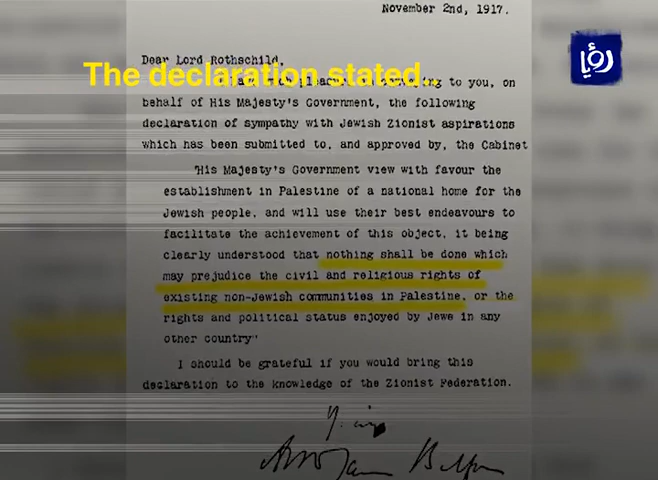 November 2nd, 1917.
رؤيا
Dear Lord Rothschild,
The declaration stated..
to you, on
behalf of His Majesty's Government, the following
declaration of sympathy with Jewish Zionist aspirations
which has been submitted to, and approved by, the Cabinet
"His Majesty's Government view with favour the
establishment in Palestine of a national home for the
Jewish people, and will use their best endeavours to
facilitate the achievement of this object, it being
clearly understood that nothing shall be done which
may prejudice the civil and religious rights of
existing non-Jewish communities in Palestine, or the
rights and political status enjoyed by Jews in any
other country"
I should be grateful if you would bring this
declaration to the knowledge of the Zionist Federation.